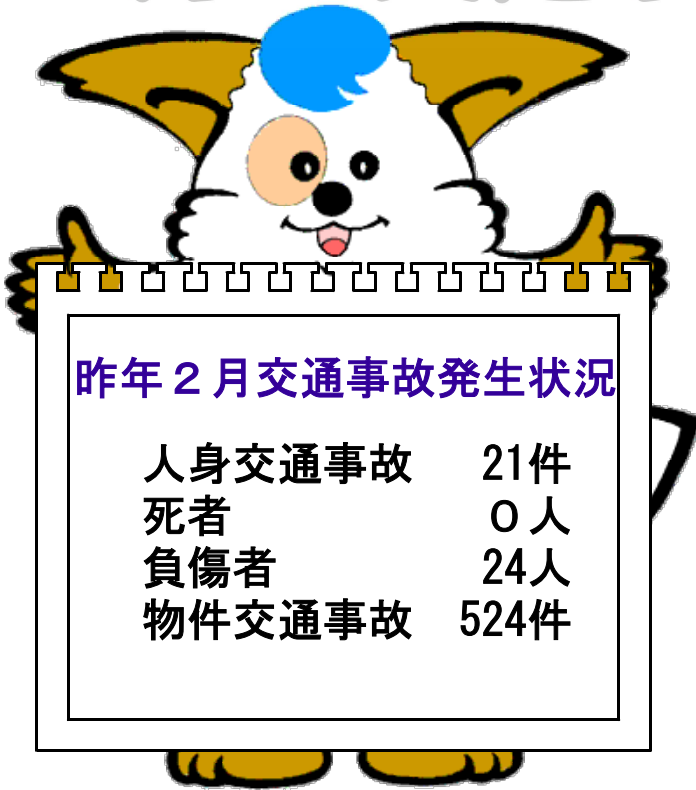 昨年２月交通事故発生状況
人身交通事故 21件
死者 ０人
負傷者 24人
物件交通事故 524件